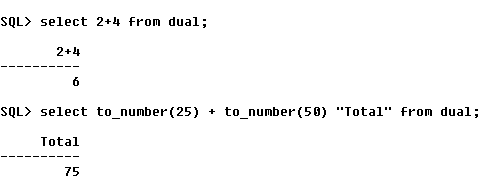 SQL> select 2+4 from dual;
2+4
----------
6
SQL> select to_number(25) + to_number(50) "Total" from dual;
Total
----------
75